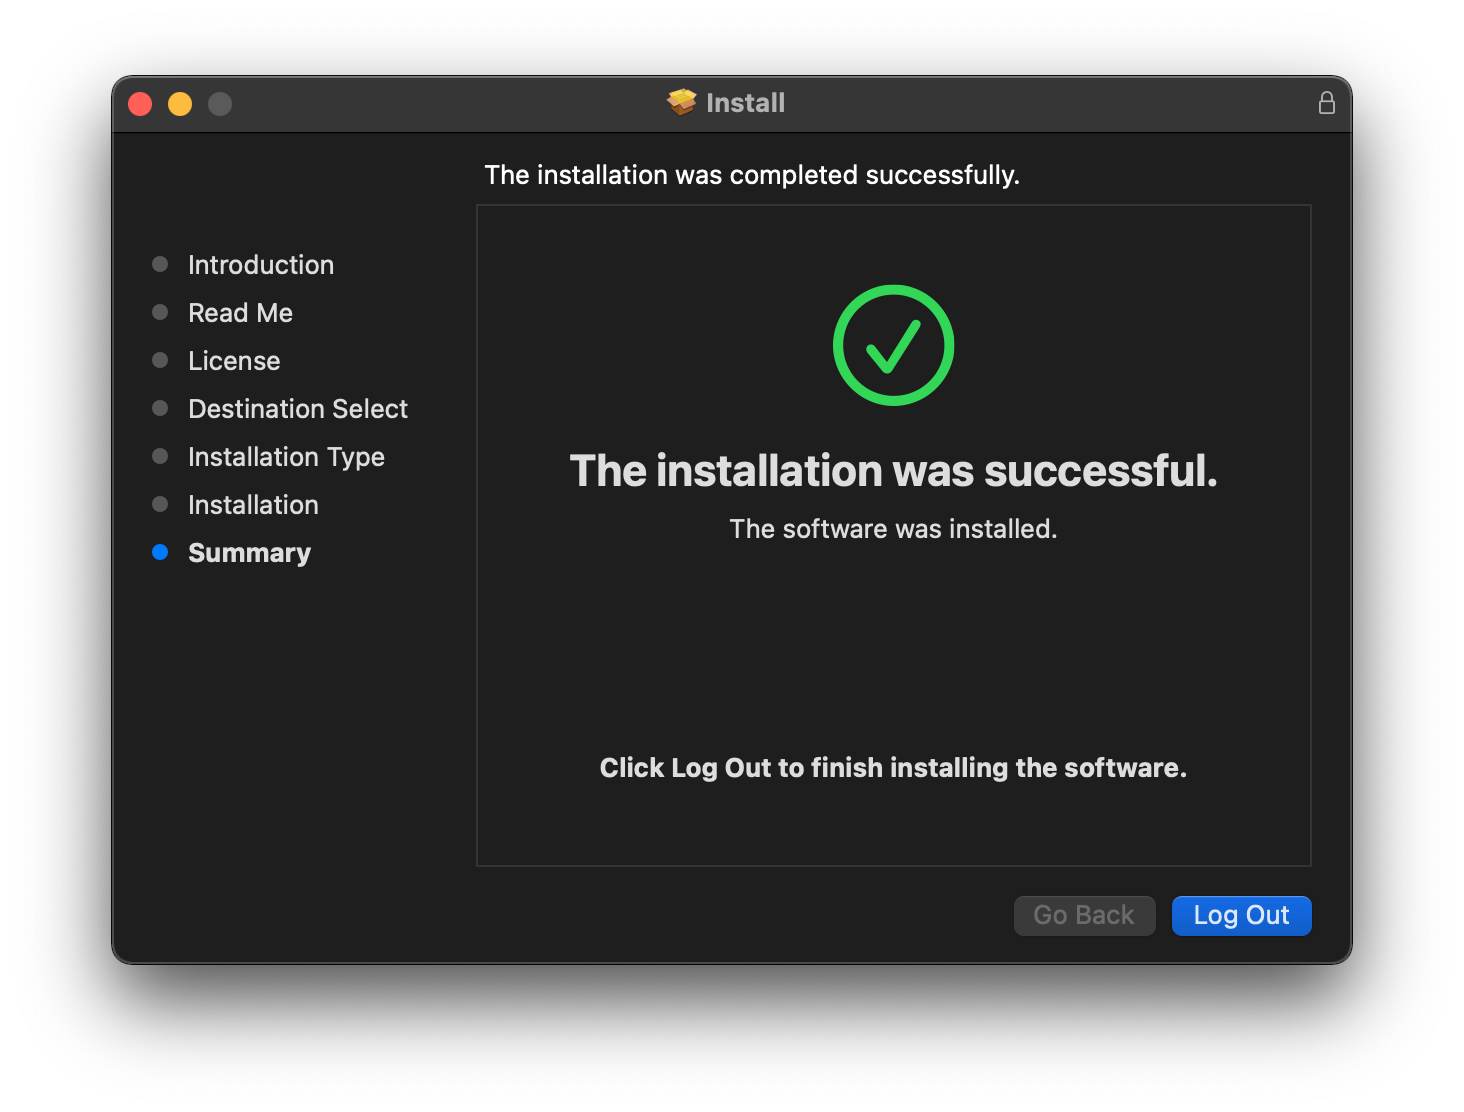 Install
The installation was completed successfully.
Introduction
Read Me
License
Destination Select
Installation Type
Installation
Summary
The installation was successful.
The software was installed.
Click Log Out to finish installing the software.
Go Back
Log Out